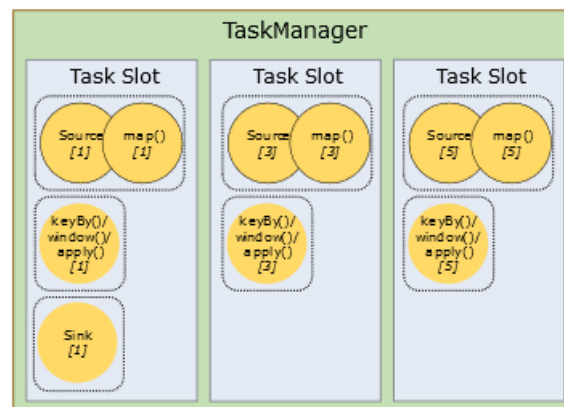 TaskManager
Task Slot
Source
[1]
map()
[1]
keyBy()/
window()/
apply()
[1]
Sink
[1]
Task Slot
Source
[3]
map()
[3]
keyBy()/
window()/
apply()
[3]
Task Slot
Source
[5]
map()
[5]
keyBy()/
window()/
apply()
[5]